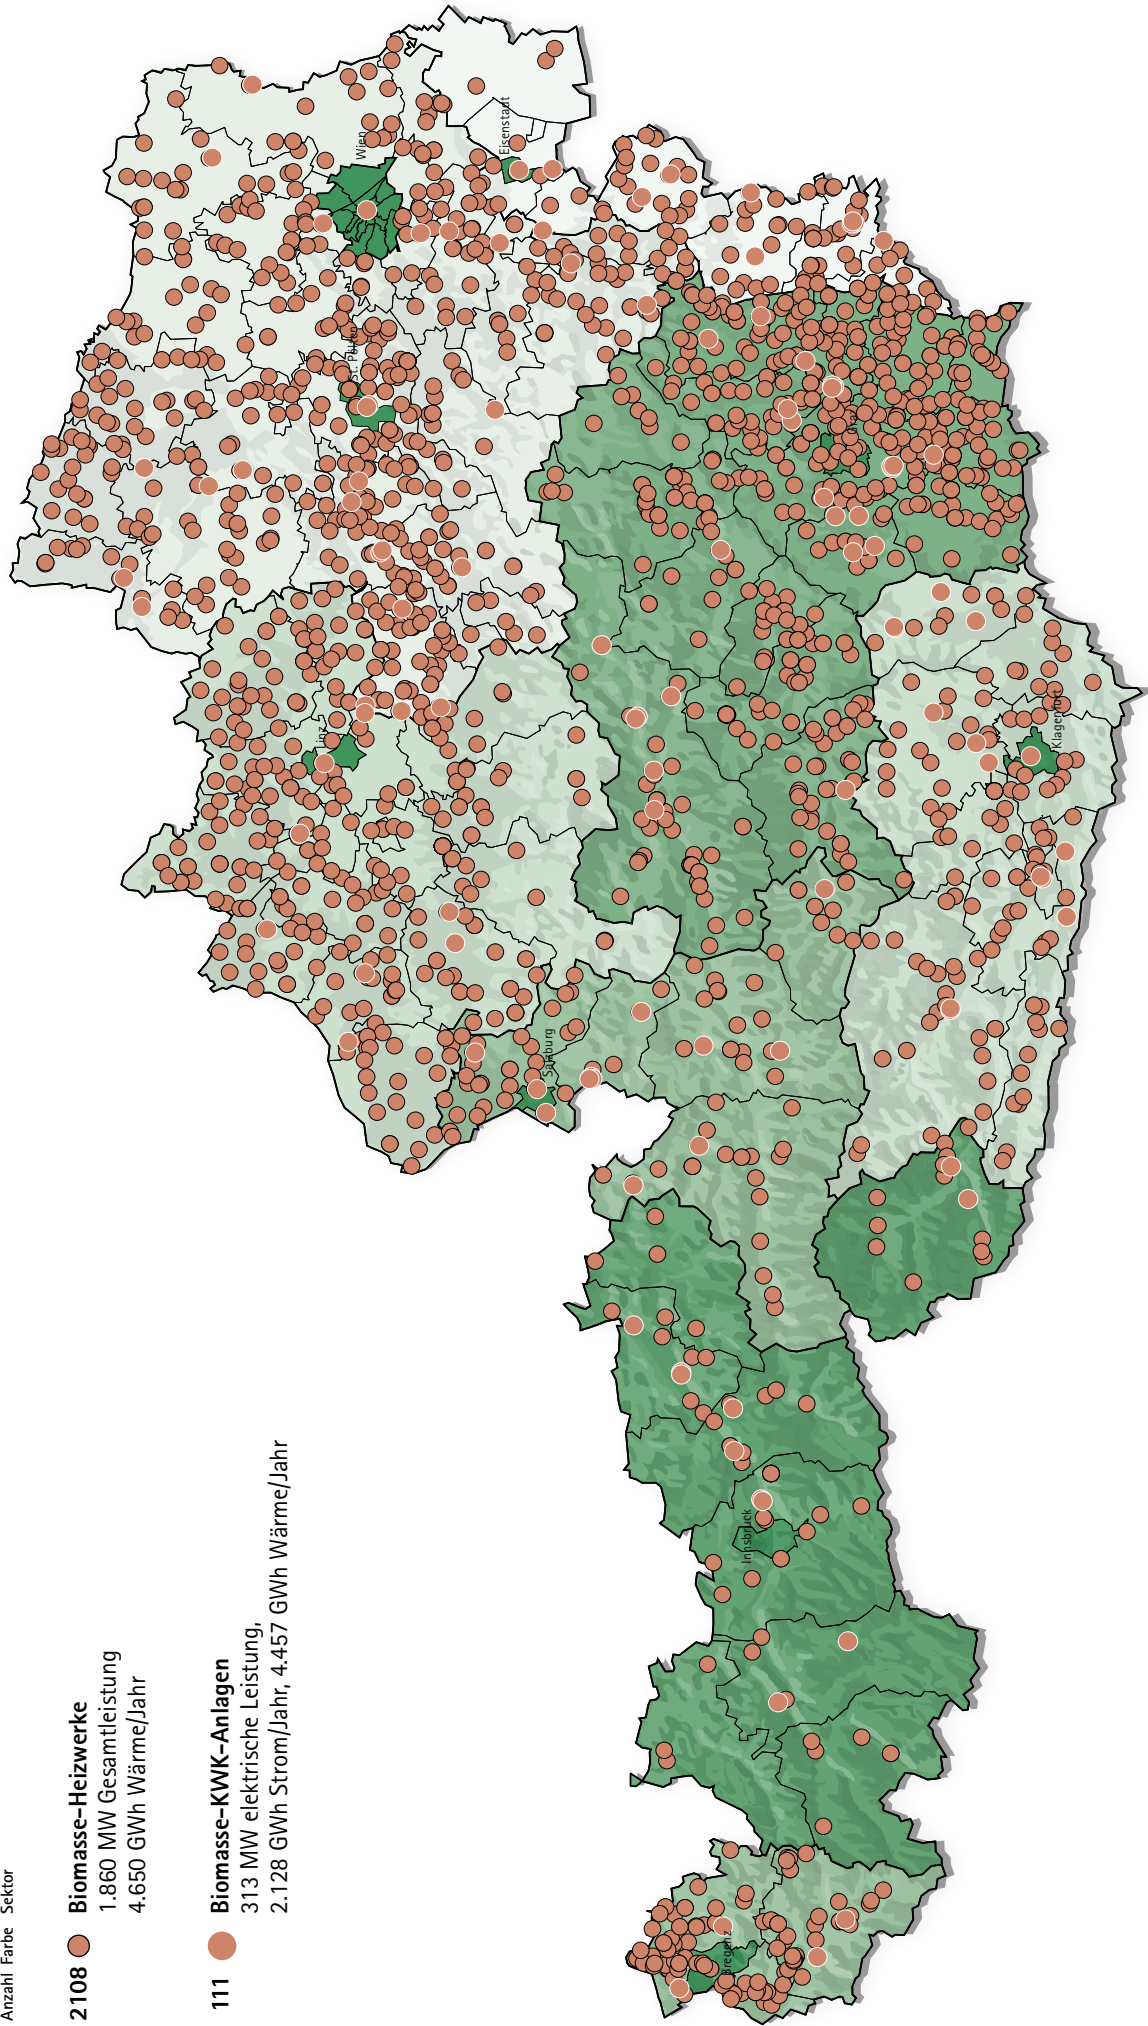 Anzahl Farbe Sektor
2108 Biomasse-Heizwerke
1.860 MW Gesamtleistung
4.650 GWh Wärme/Jahr
111 Biomasse-KWK-Anlagen
313 MW elektrische Leistung,
2.128 GWh Strom/Jahr, 4.457 GWh Wärme/Jahr
Bregenz
Innsbruck
Salzburg
Linz
St. Pölten
Wien
Eisenstadt
Graz
Klagenfurt